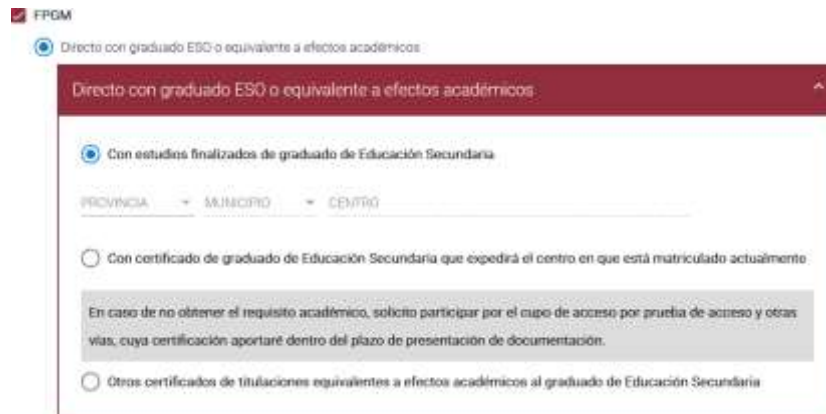 FPGM
Directo con graduado ESO o equivalente a efectos académicos
Directo con graduado ESO o equivalente a efectos académicos
Con estudios finalizados de graduado de Educación Secundaria
PROVINCIA MUNICIPIO CENTRO
Con certificado de graduado de Educación Secundaria que expedirá el centro en que está matriculado actualmente
En caso de no obtener el requisito académico, solicito participar por el cupo de acceso por prueba de acceso y otras
vías, cuya certificación aportaré dentro del plazo de presentación de documentación.
Otros certificados de titulaciones equivalentes a efectos académicos al graduado de Educación Secundaria